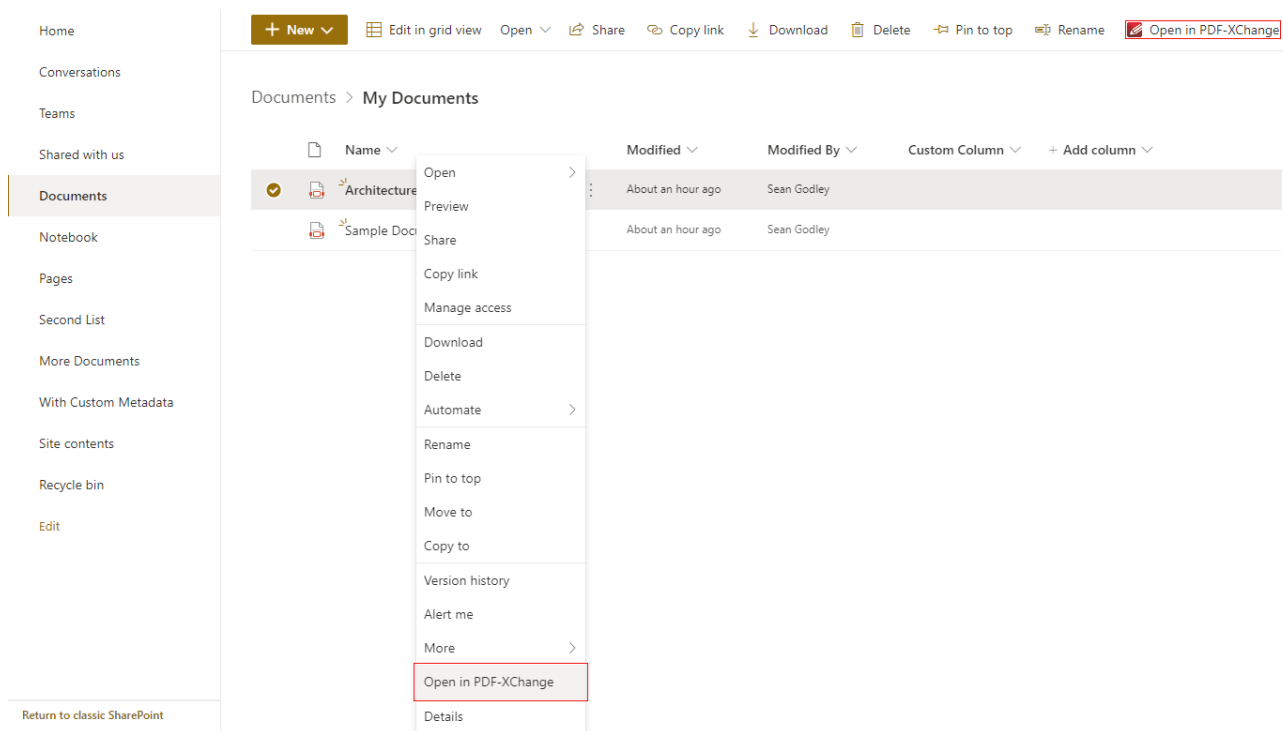 Home
Conversations
Teams
Shared with us
Documents
Notebook
Pages
Second List
More Documents
With Custom Metadata
Site contents
Recycle bin
Edit
Return to classic SharePoint
+ New Edit in grid view Open Share Copy link Download Delete Pin to top Rename Open in PDF-XChange
Documents > My Documents
Name Modified Modified By Custom Column + Add column
Architecture About an hour ago Sean Godley
Sample Doc About an hour ago Sean Godley
Open
Preview
Share
Copy link
Manage access
Download
Delete
Automate
Rename
Pin to top
Move to
Copy to
Version history
Alert me
More
Open in PDF-XChange
Details